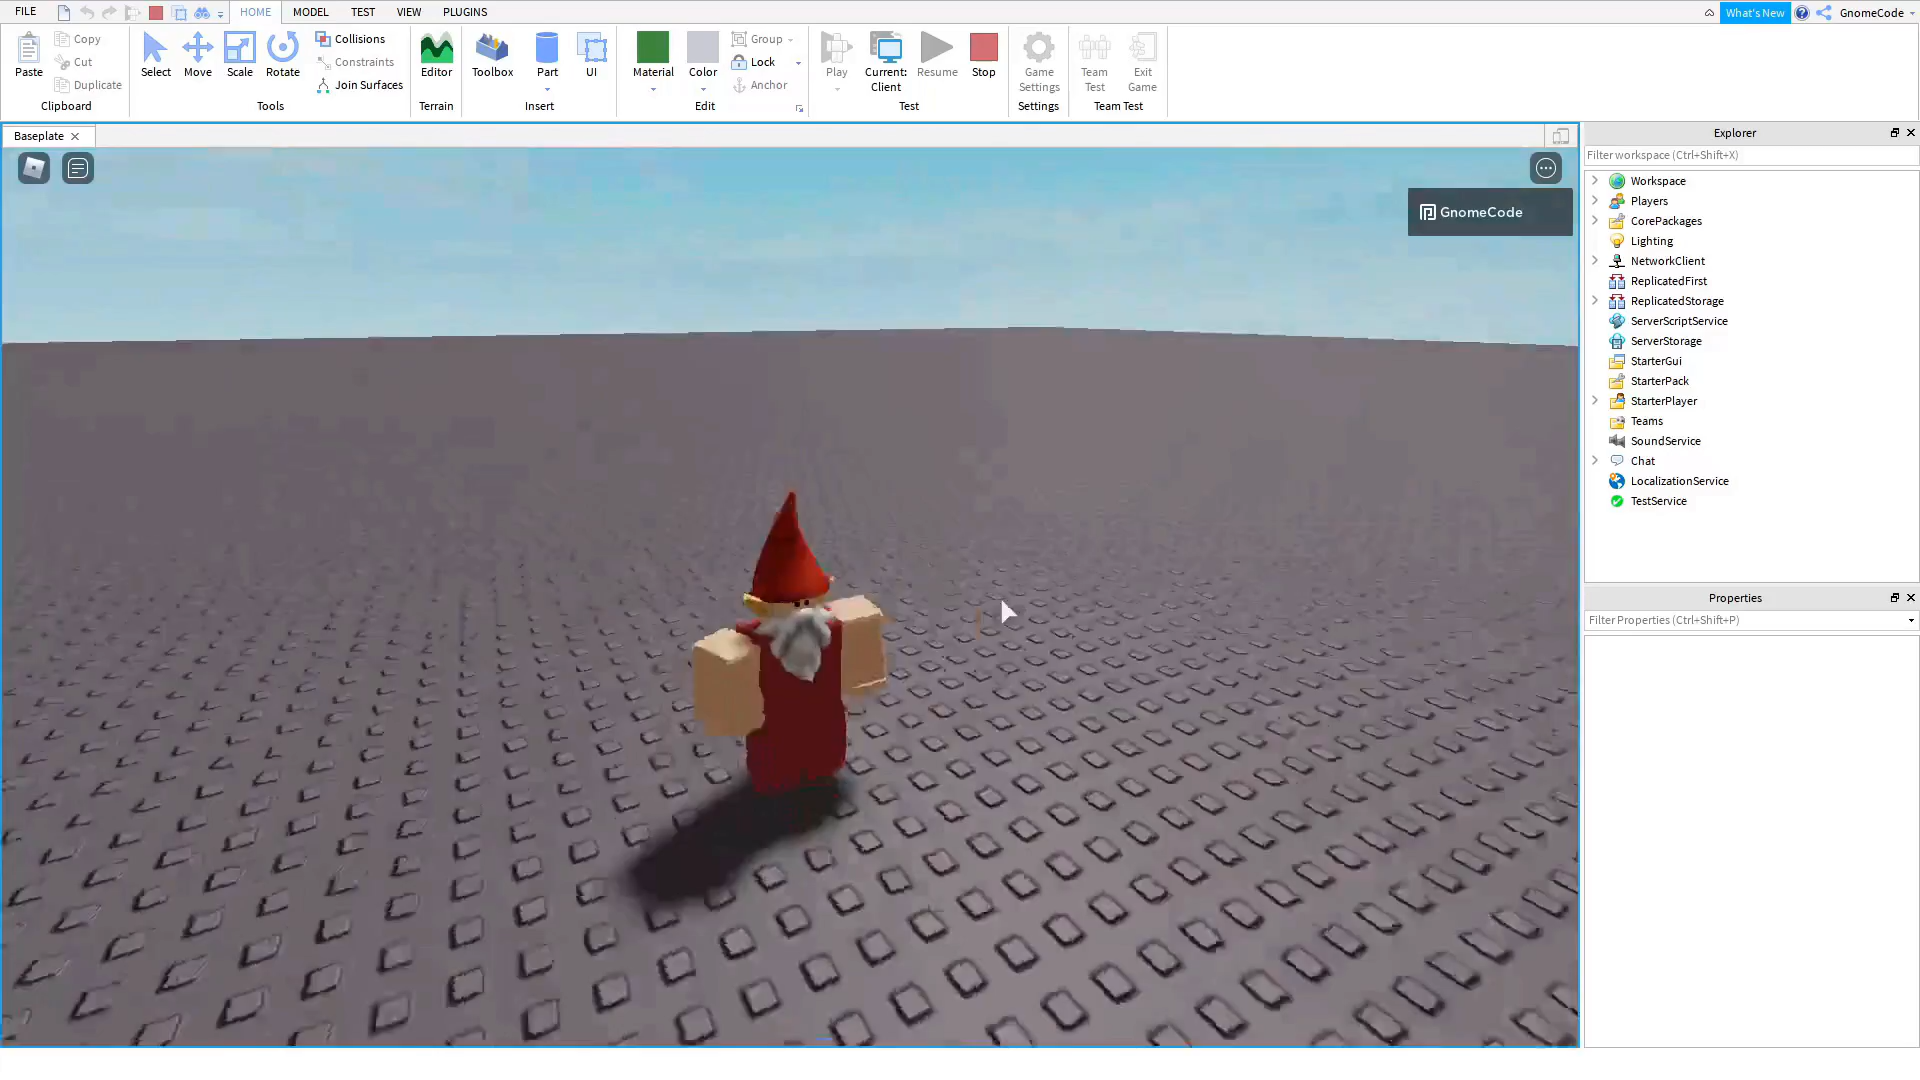 FILE HOME MODEL TEST VIEW PLUGINS What's New GnomeCode
Paste Copy Cut Duplicate Clipboard
Select Move Scale Rotate Collisions Constraints Join Surfaces Tools
Editor Terrain
Toolbox Part UI Insert
Material Color Group Lock Anchor Edit
Play Current: Client Resume Stop Test
Game Settings Settings
Team Test Exit Game Team Test
Baseplate
GnomeCode
Explorer
Filter workspace (Ctrl+Shift+X)
Workspace
Players
CorePackages
Lighting
NetworkClient
ReplicatedFirst
ReplicatedStorage
ServerScriptService
ServerStorage
StarterGui
StarterPack
StarterPlayer
Teams
SoundService
Chat
LocalizationService
TestService
Properties
Filter Properties (Ctrl+Shift+P)